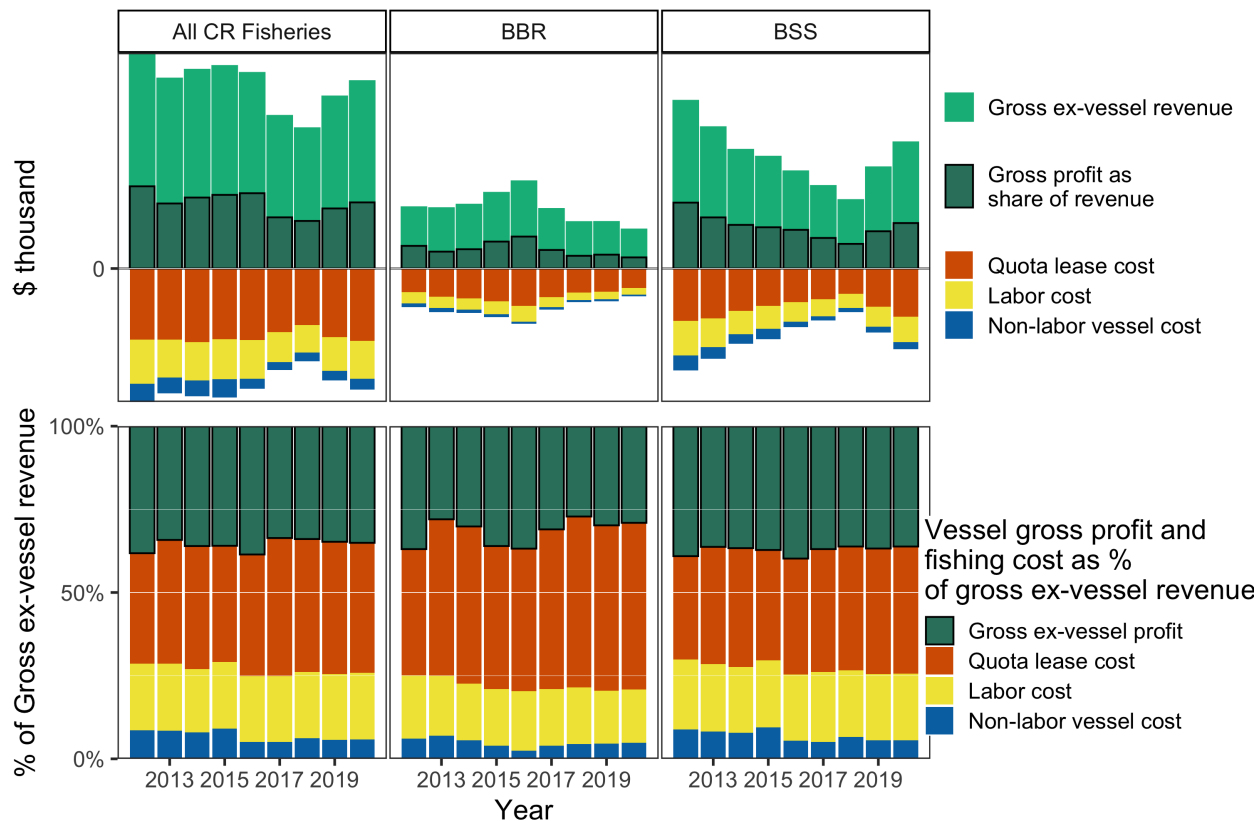 All CR Fisheries
BBR
BSS
$ thousand
0
Gross ex-vessel revenue
Gross profit as
share of revenue
Quota lease cost
Labor cost
Non-labor vessel cost
% of Gross ex-vessel revenue
100%
50%
0%
Vessel gross profit and
fishing cost as %
of gross ex-vessel revenue
Gross ex-vessel profit
Quota lease cost
Labor cost
Non-labor vessel cost
2013 2015 2017 2019
2013 2015 2017 2019
2013 2015 2017 2019
Year